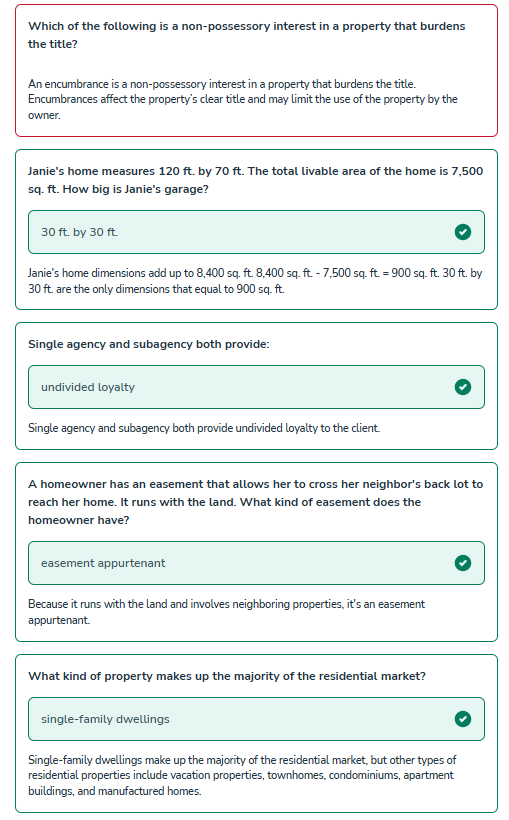 Which of the following is a non-possessory interest in a property that burdens
the title?
An encumbrance is a non-possessory interest in a property that burdens the title.
Encumbrances affect the property's clear title and may limit the use of the property by the
owner.
Janie's home measures 120 ft. by 70 ft. The total livable area of the home is 7,500
sq. ft. How big is Janie's garage?
30 ft. by 30 ft.
Janie's home dimensions add up to 8,400 sq. ft. 8,400 sq. ft. - 7,500 sq. ft. = 900 sq. ft. 30 ft. by
30 ft. are the only dimensions that equal to 900 sq. ft.
Single agency and subagency both provide:
undivided loyalty
Single agency and subagency both provide undivided loyalty to the client.
A homeowner has an easement that allows her to cross her neighbor's back lot to
reach her home. It runs with the land. What kind of easement does the
homeowner have?
easement appurtenant
Because it runs with the land and involves neighboring properties, it's an easement
appurtenant.
What kind of property makes up the majority of the residential market?
single-family dwellings
Single-family dwellings make up the majority of the residential market, but other types of
residential properties include vacation properties, townhomes, condominiums, apartment
buildings, and manufactured homes.